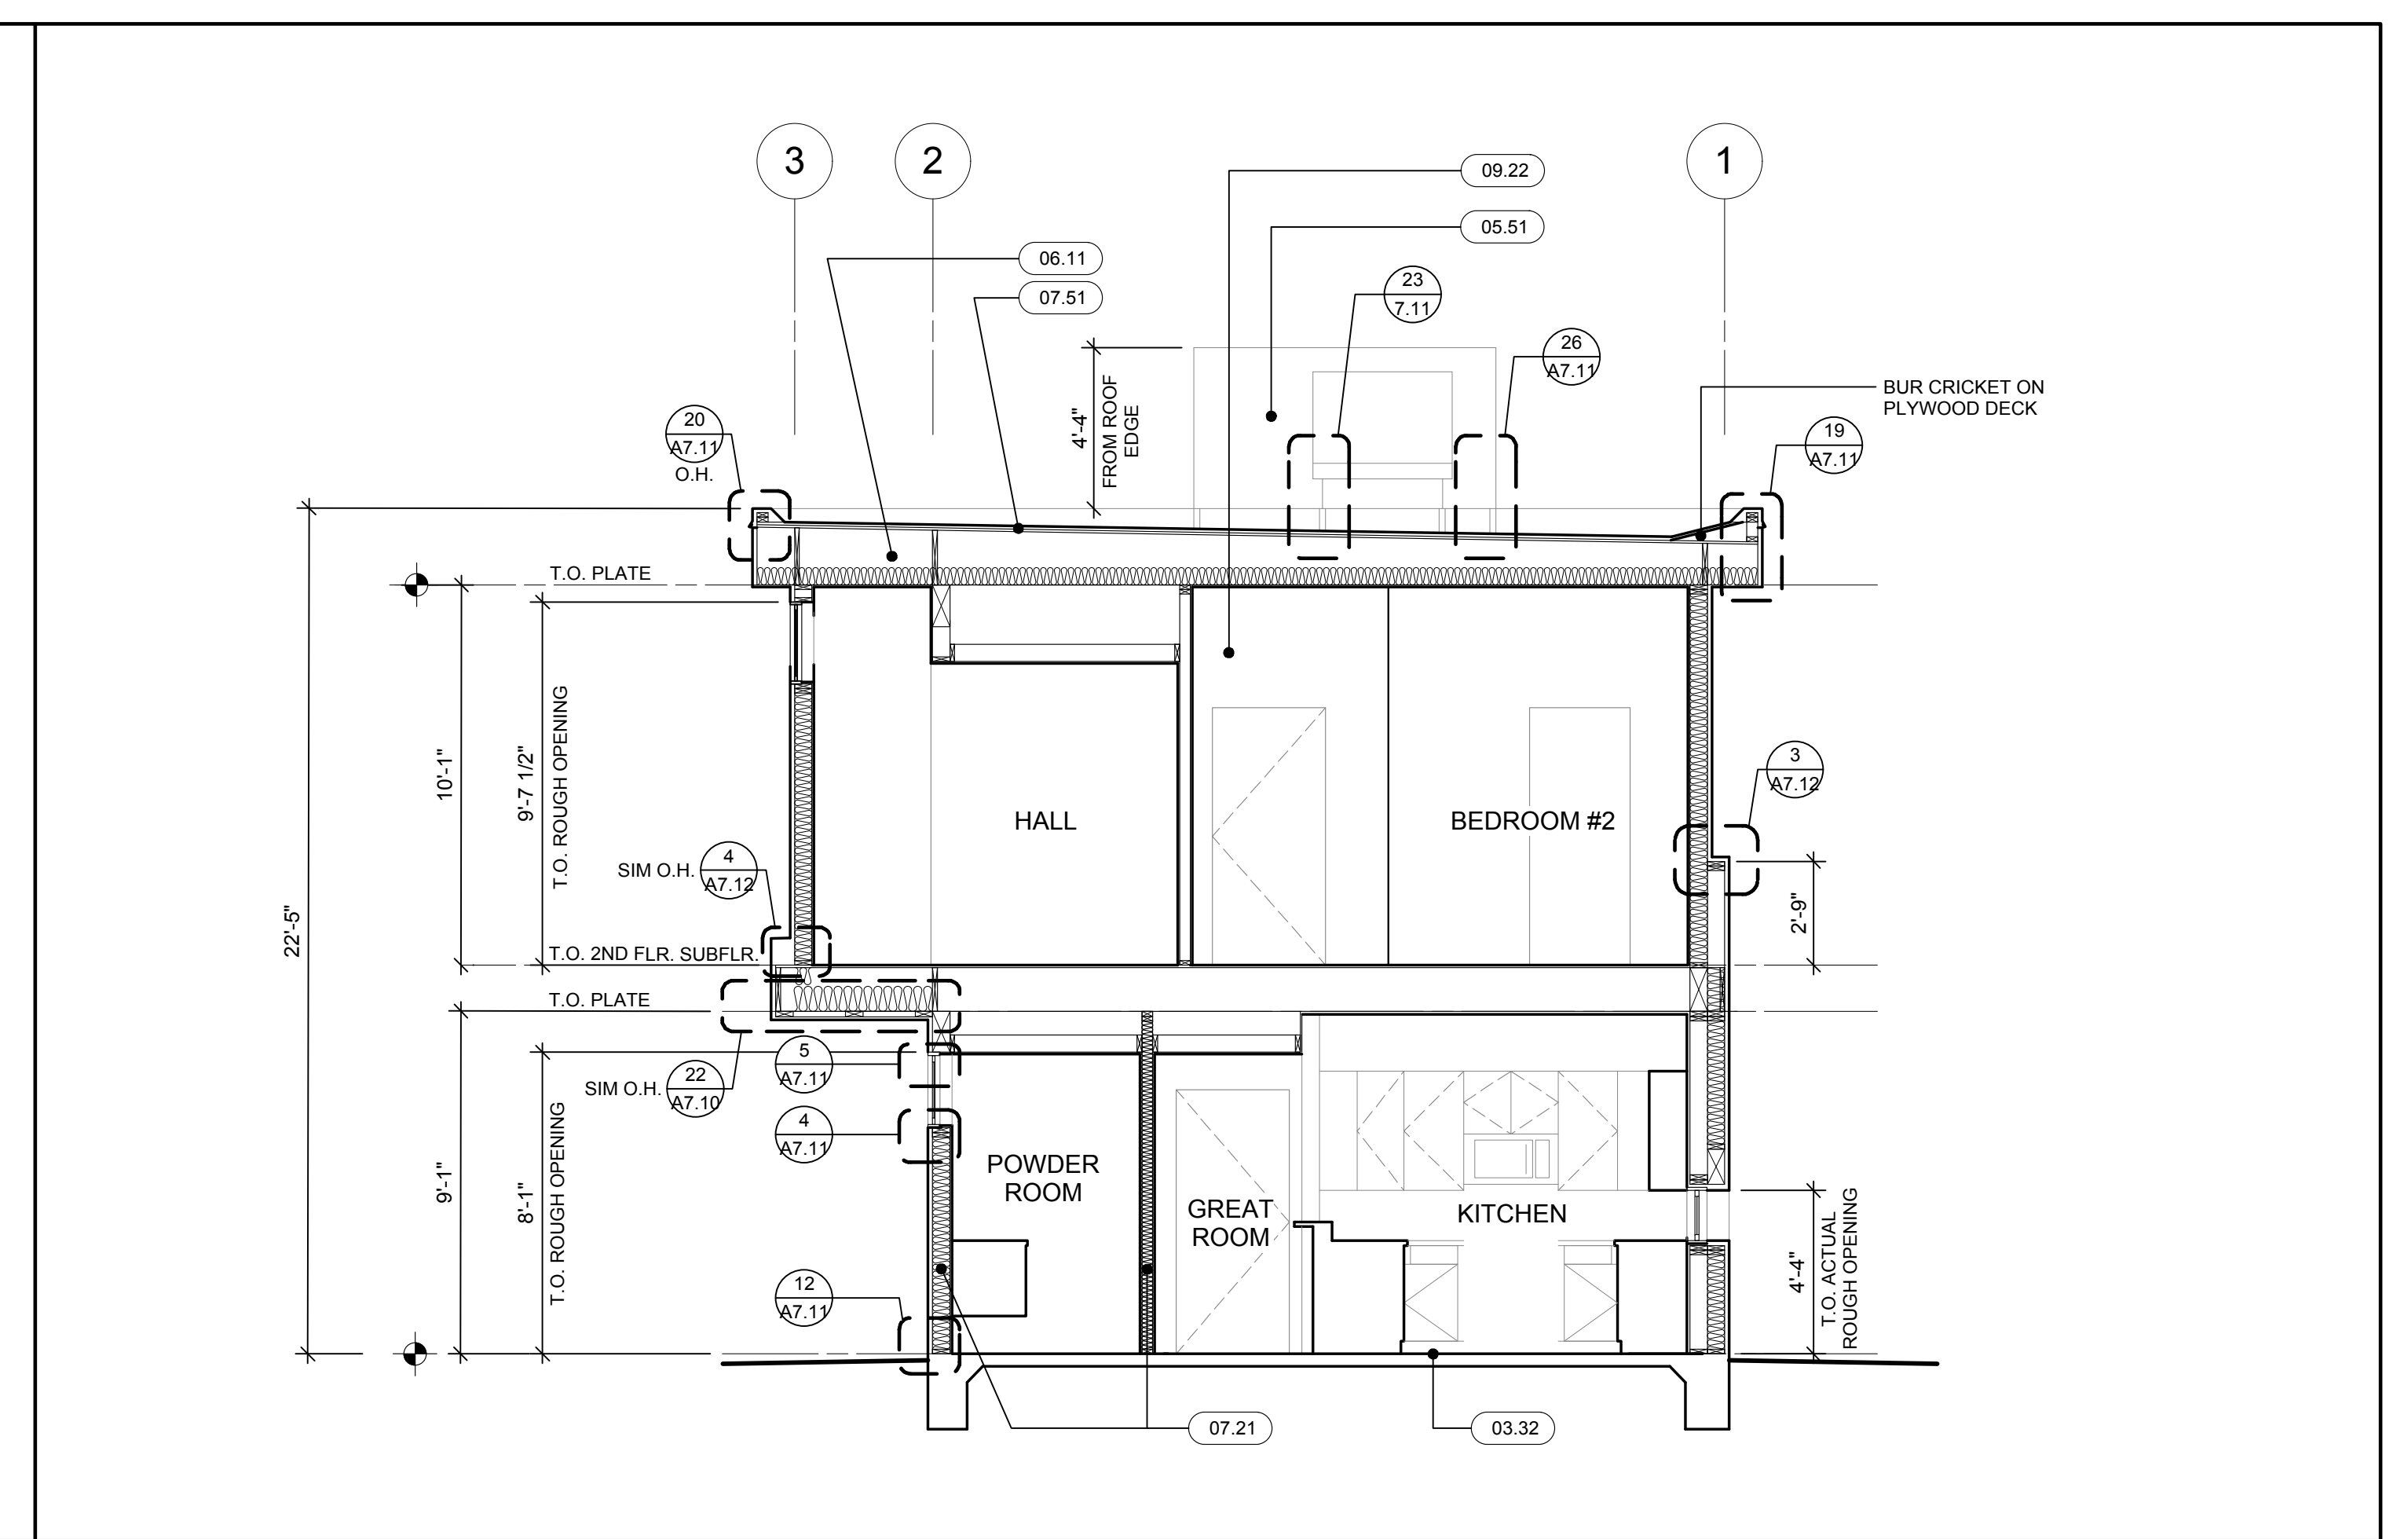 3
2
1
09.22
05.51
06.11
07.51
23
7.11
26
A7.11
BUR CRICKET ON
PLYWOOD DECK
19
A7.11
20
A7.11
O.H.
4'-4"
FROM ROOF
EDGE
T.O. PLATE
22'-5"
10'-1"
9'-7 1/2"
T.O. ROUGH OPENING
HALL
BEDROOM #2
3
A7.12
2'-9"
SIM O.H.
4
A7.12
T.O. 2ND FLR. SUBFLR.
T.O. PLATE
5
A7.11
SIM O.H.
22
A7.10
4
A7.11
9'-1"
8'-1"
T.O. ROUGH OPENING
POWDER
ROOM
GREAT
ROOM
KITCHEN
4'-4"
T.O. ACTUAL
ROUGH OPENING
12
A7.11
07.21
03.32